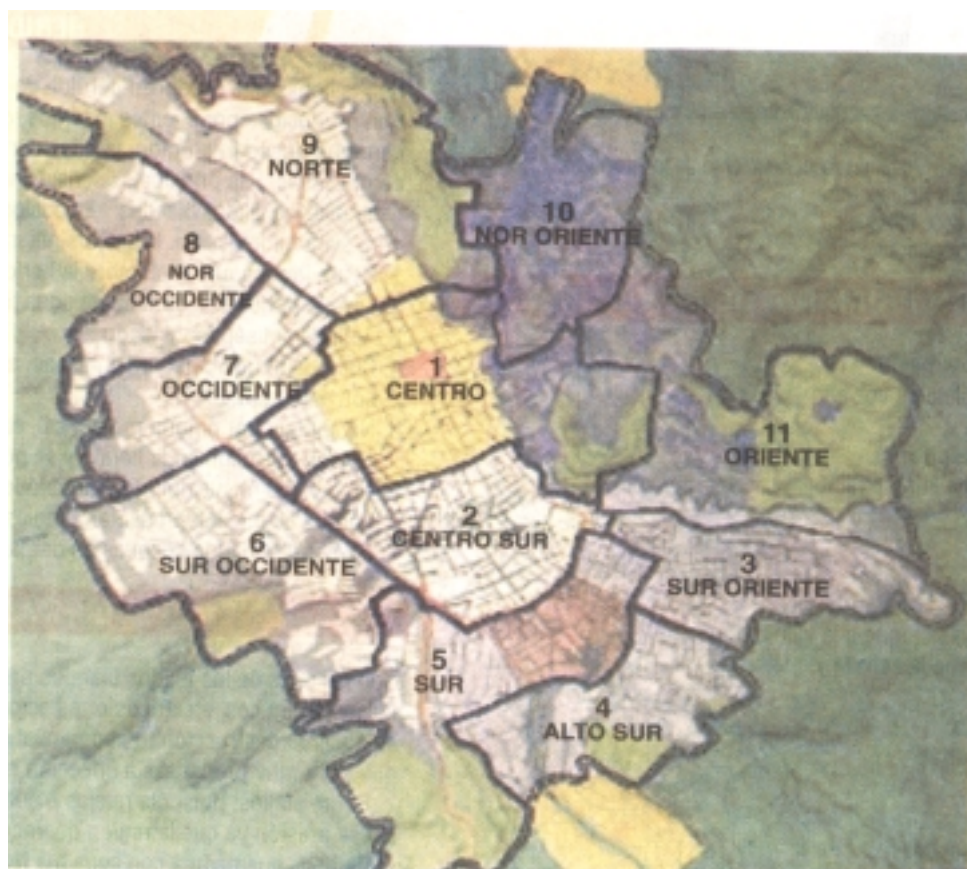 9
NORTE
10
NOR ORIENTE
8
NOR
OCCIDENTE
7
OCCIDENTE
1
CENTRO
11
ORIENTE
2
CENTRO SUR
6
SUR OCCIDENTE
3
SUR ORIENTE
5
SUR
4
ALTO SUR